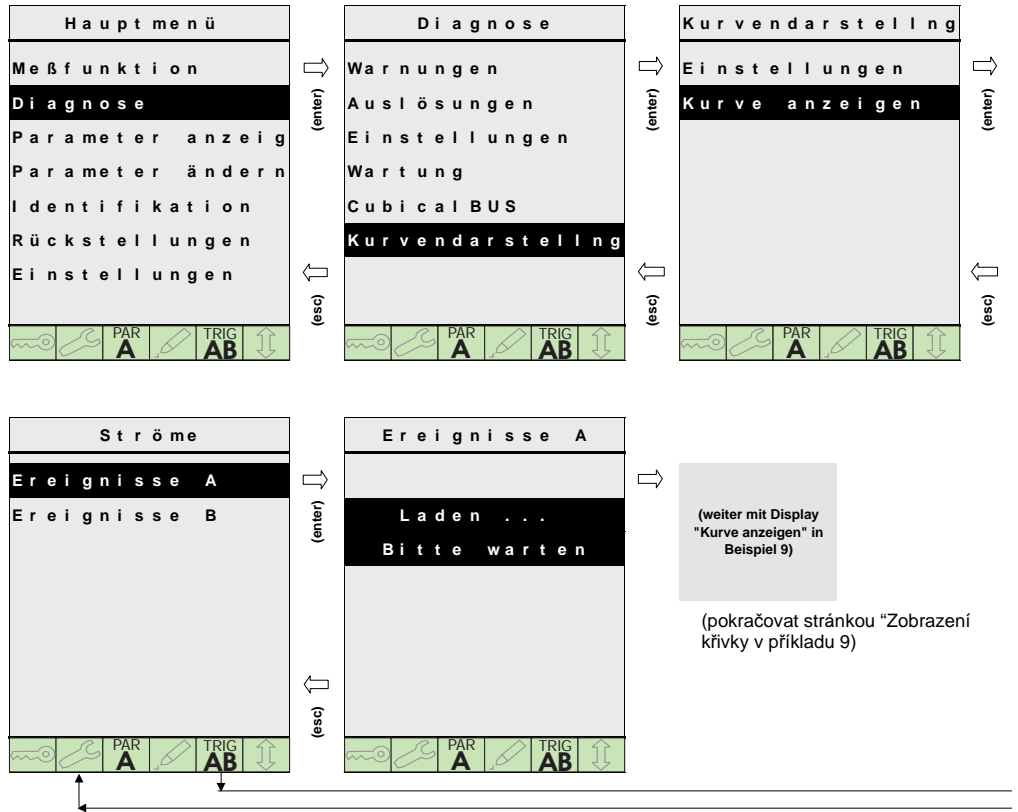 Hauptmenü
Meßfunktion
Diagnose
Parameter anzeig
Parameter ändern
Identifikation
Rückstellungen
Einstellungen
PAR
A
TRIG
AB
(enter)
(esc)
Diagnose
Warnungen
Auslösungen
Einstellungen
Wartung
CubicalBUS
Kurvendarstellng
PAR
A
TRIG
AB
(enter)
(esc)
Kurvendarstellng
Einstellungen
Kurve anzeigen
PAR
A
TRIG
AB
(enter)
(esc)
Ströme
Ereignisse A
Ereignisse B
PAR
A
TRIG
AB
(enter)
(esc)
Ereignisse A
Laden ...
Bitte warten
PAR
A
TRIG
AB
(weiter mit Display
"Kurve anzeigen" in
Beispiel 9)
(pokračovat stránkou “Zobrazení
křivky v příkladu 9)